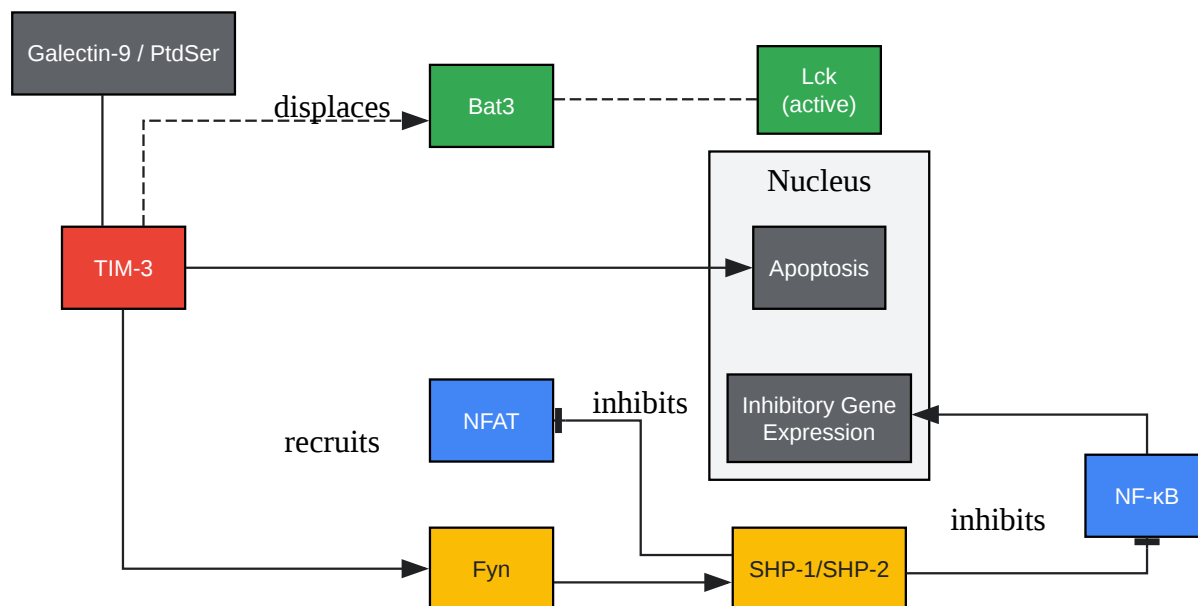 Galectin-9 / PtdSer
displaces
Bat3
Lck
(active)
Nucleus
TIM-3
Apoptosis
NFAT
inhibits
Inhibitory Gene
Expression
recruits
NF-κB
inhibits
Fyn
SHP-1/SHP-2